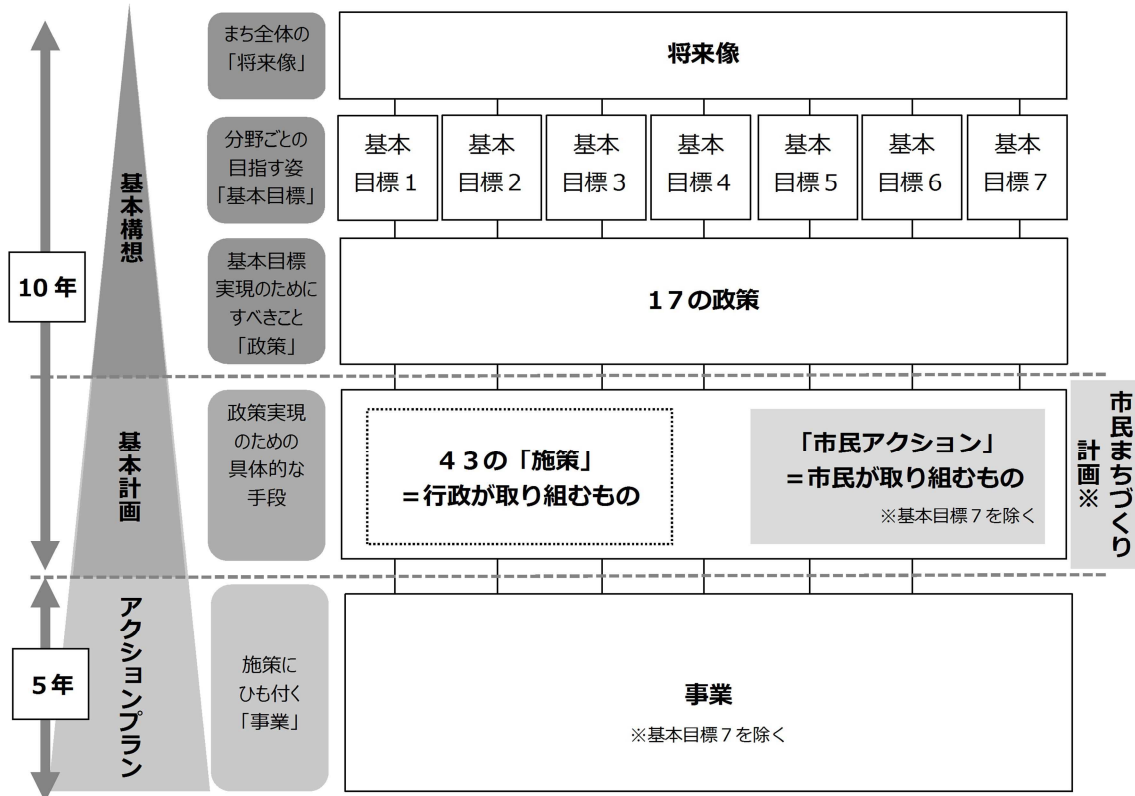 まち全体の
「将来像」
将来像
分野ごとの
目指す姿
「基本目標」
基本
目標１
基本
目標２
基本
目標３
基本
目標４
基本
目標５
基本
目標６
基本
目標７
基本構想
10年
基本目標
実現のために
すべきこと
「政策」
１７の政策
基本計画
政策実現
のための
具体的な
手段
４３の「施策」
＝行政が取り組むもの
「市民アクション」
＝市民が取り組むもの
※基本目標７を除く
市民まちづくり
計画※
アクションプラン
5年
施策に
ひも付く
「事業」
事業
※基本目標７を除く